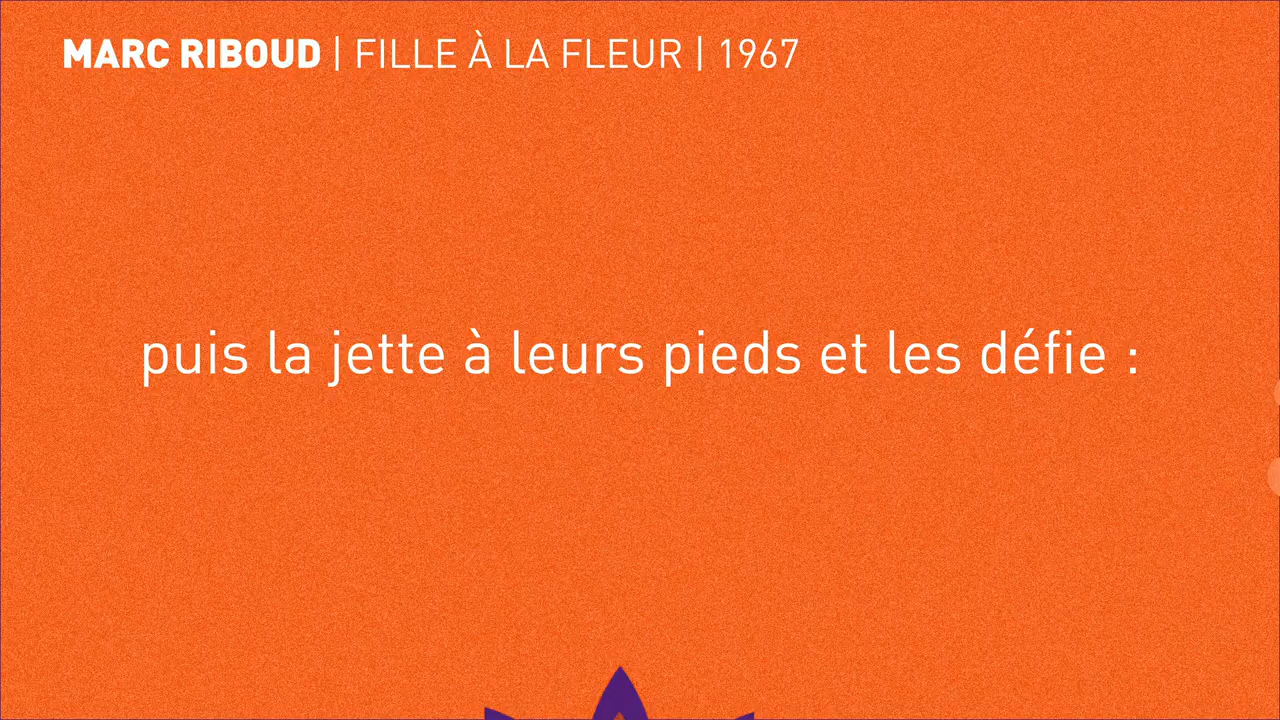 MARC RIBOUD | FILLE À LA FLEUR | 1967
puis la jette à leurs pieds et les défie :